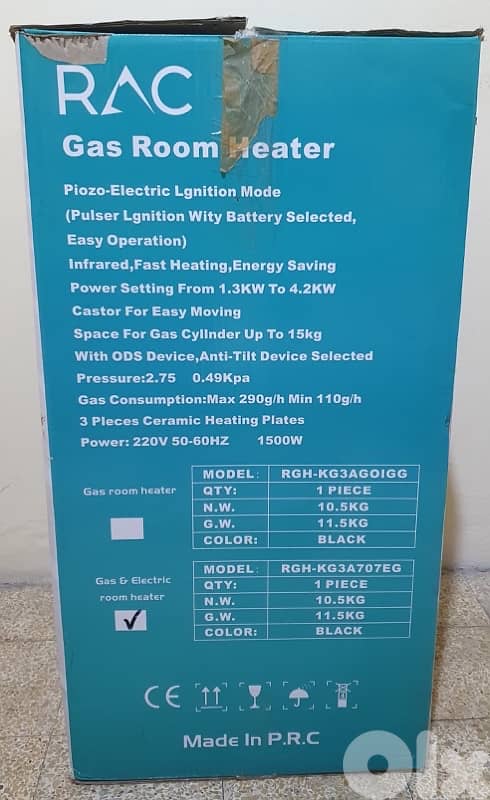 RAC
Gas Room Heater
Piozo-Electric Lgnition Mode
(Pulser Lgnition Wity Battery Selected,
Easy Operation)
Infrared,Fast Heating,Energy Saving
Power Setting From 1.3KW To 4.2KW
Castor For Easy Moving
Space For Gas Cylinder Up To 15kg
With ODS Device,Anti-Tilt Device Selected
Pressure:2.75 0.49Kpa
Gas Consumption:Max 290g/h Min 110g/h
3 Pieces Ceramic Heating Plates
Power: 220V 50-60HZ 1500W
Gas room heater
MODEL: RGH-KG3AGOIGG
QTY: 1 PIECE
N.W. 10.5KG
G.W. 11.5KG
COLOR: BLACK
Gas & Electric
room heater
MODEL: RGH-KG3A707EG
QTY: 1 PIECE
N.W. 10.5KG
G.W. 11.5KG
COLOR: BLACK
CE
Made In P.R.C
olx